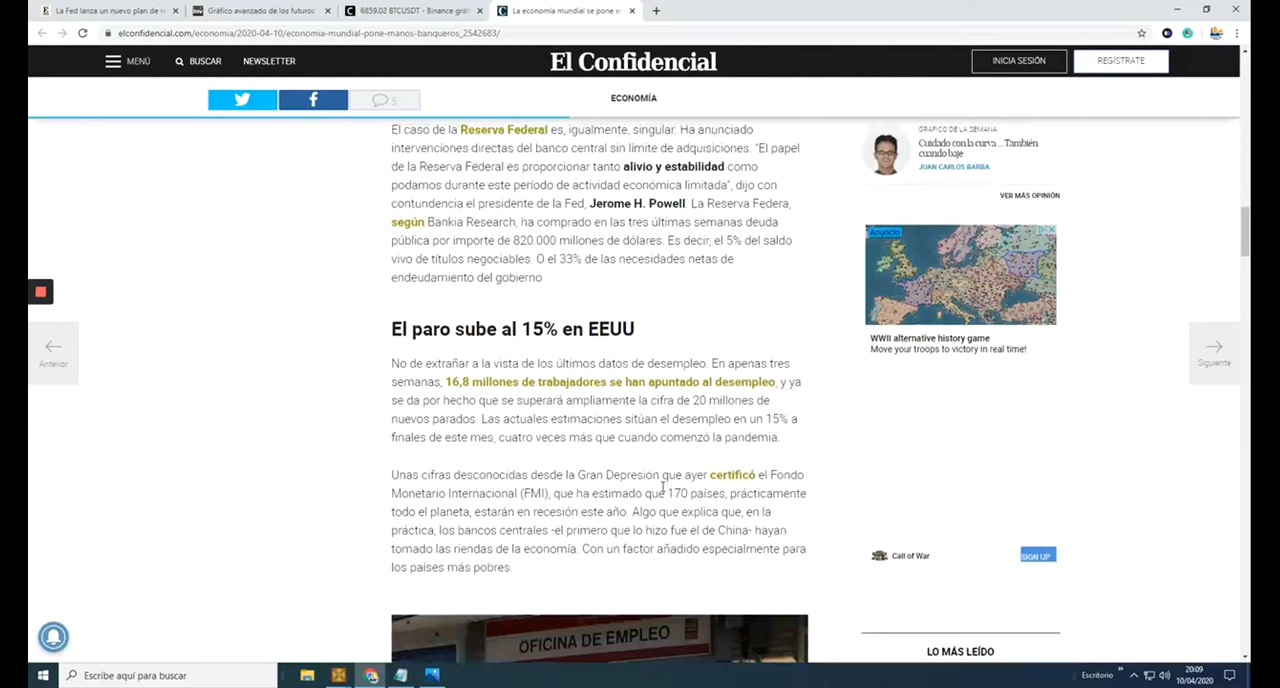 La Fed lanza un nuevo plan de r
Gráfico avanzado de los futuros
6859.02 BTCUSDT - Binance gráf
La economía mundial se pone en
elconfidencial.com/economia/2020-04-10/economia-mundial-pone-manos-banqueros_2542683/
MENÚ
BUSCAR
NEWSLETTER
El Confidencial
INICIA SESIÓN
REGÍSTRATE
5
ECONOMÍA
El caso de la Reserva Federal es, igualmente, singular. Ha anunciado
intervenciones directas del banco central sin límite de adquisiciones. "El papel
de la Reserva Federal es proporcionar tanto alivio y estabilidad como
podamos durante este período de actividad económica limitada", dijo con
contundencia el presidente de la Fed, Jerome H. Powell. La Reserva Federa,
según Bankia Research, ha comprado en las tres últimas semanas deuda
pública por importe de 820.000 millones de dólares. Es decir, el 5% del saldo
vivo de títulos negociables. O el 33% de las necesidades netas de
endeudamiento del gobierno
El paro sube al 15% en EEUU
No de extrañar a la vista de los últimos datos de desempleo. En apenas tres
semanas, 16,8 millones de trabajadores se han apuntado al desempleo, y ya
se da por hecho que se superará ampliamente la cifra de 20 millones de
nuevos parados. Las actuales estimaciones sitúan el desempleo en un 15% a
finales de este mes, cuatro veces más que cuando comenzó la pandemia.
Unas cifras desconocidas desde la Gran Depresión que ayer certificó el Fondo
Monetario Internacional (FMI), que ha estimado que 170 países, prácticamente
todo el planeta, estarán en recesión este año. Algo que explica que, en la
práctica, los bancos centrales -el primero que lo hizo fue el de China- hayan
tomado las riendas de la economía. Con un factor añadido especialmente para
los países más pobres.
OFICINA DE EMPLEO
GRÁFICO DE LA SEMANA
Cuidado con la curva... También
cuando baje
JUAN CARLOS BARBA
VER MÁS OPINIÓN
Anuncio
WWII alternative history game
Move your troops to victory in real time!
Call of War
SIGN UP
LO MÁS LEÍDO
Anterior
Siguiente
Escribe aquí para buscar
Escritorio
20:09
10/04/2020